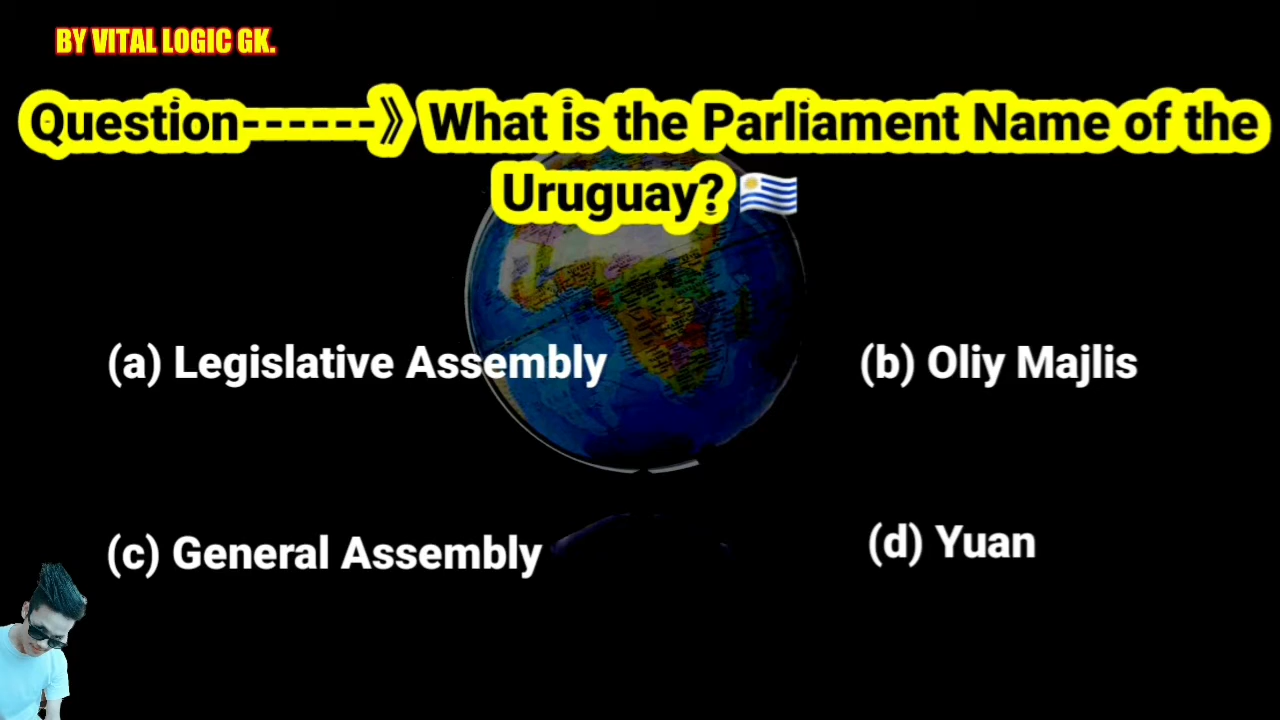 BY VITAL LOGIC GK.
Question------》What is the Parliament Name of the
Uruguay? 🇺🇾
(a) Legislative Assembly
(b) Oliy Majlis
(c) General Assembly
(d) Yuan